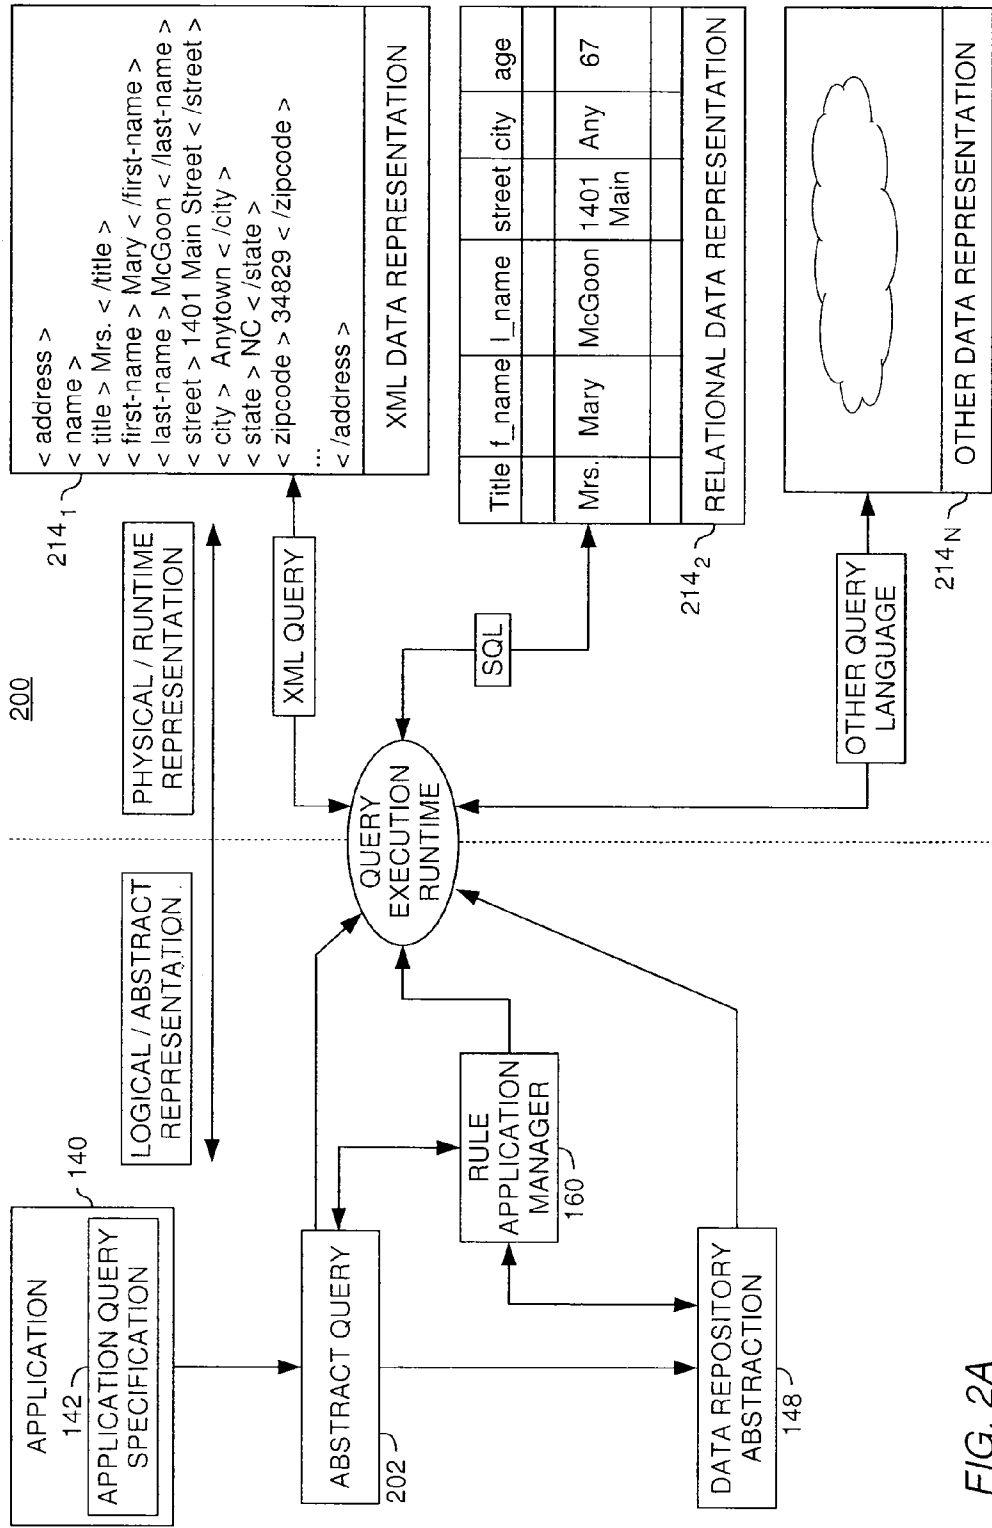 200
APPLICATION
140
142
APPLICATION QUERY
SPECIFICATION
LOGICAL / ABSTRACT
REPRESENTATION
PHYSICAL / RUNTIME
REPRESENTATION
ABSTRACT QUERY
202
RULE
APPLICATION
MANAGER
160
DATA REPOSITORY
ABSTRACTION
148
QUERY
EXECUTION
RUNTIME
XML QUERY
SQL
OTHER QUERY
LANGUAGE
214₁
< address >
< name >
< title > Mrs. < /title >
< first-name > Mary < /first-name >
< last-name > McGoon < /last-name >
< street > 1401 Main Street < /street >
< city > Anytown < /city >
< state > NC < /state >
< zipcode > 34829 < /zipcode >
...
< /address >
XML DATA REPRESENTATION
Title f_name l_name street city age
Mrs. Mary McGoon 1401 Any 67
Main
RELATIONAL DATA REPRESENTATION
214₂
OTHER DATA REPRESENTATION
214N
FIG. 2A